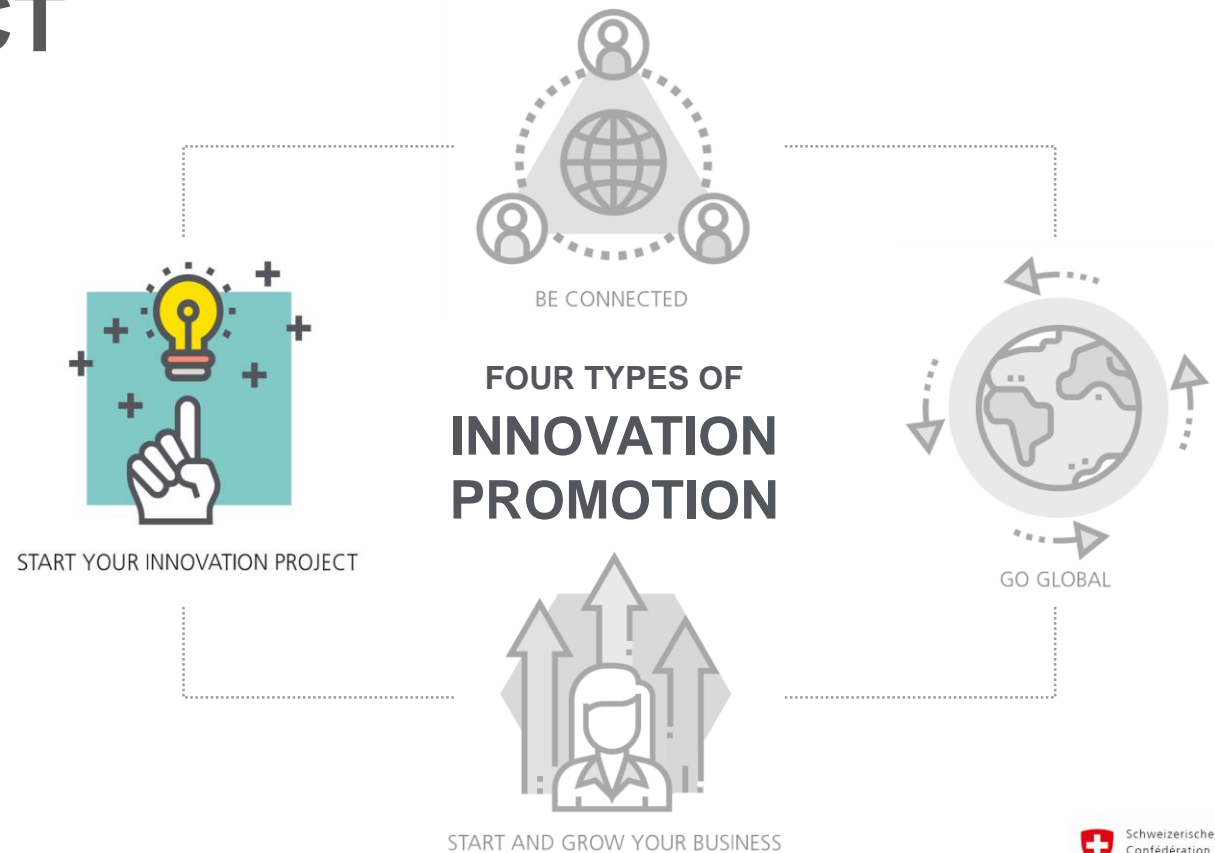 CT
BE CONNECTED
FOUR TYPES OF
INNOVATION
PROMOTION
START YOUR INNOVATION PROJECT
GO GLOBAL
START AND GROW YOUR BUSINESS
Schweizerische
Confédération